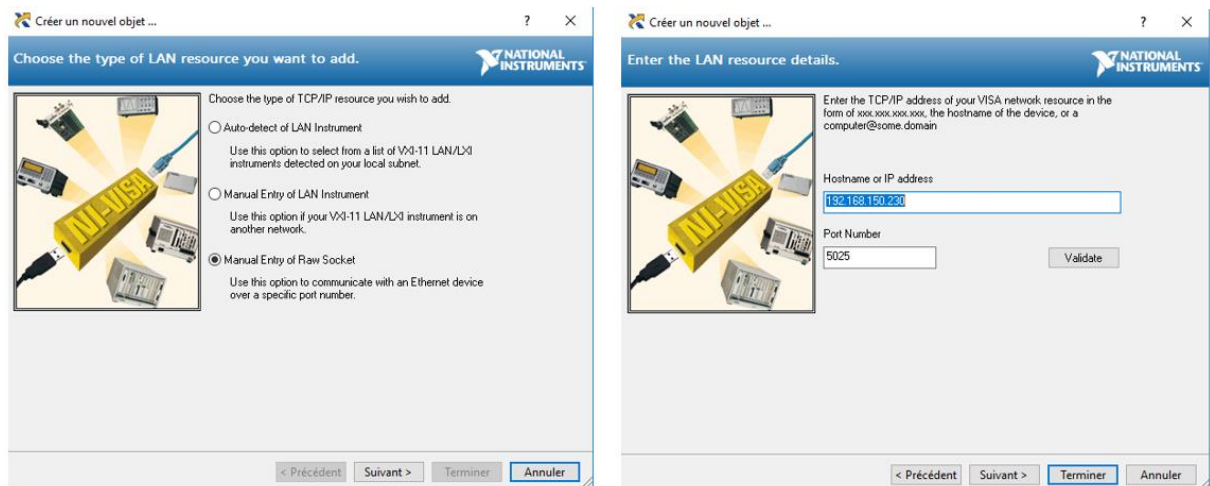 Créer un nouvel objet ...
? ×
Choose the type of LAN resource you want to add.
NATIONAL
INSTRUMENTS
NI-VISA
Choose the type of TCP/IP resource you wish to add.
Auto-detect of LAN Instrument
Use this option to select from a list of VXI-11 LAN/LXI
instruments detected on your local subnet.
Manual Entry of LAN Instrument
Use this option if your VXI-11 LAN/LXI instrument is on
another network.
Manual Entry of Raw Socket
Use this option to communicate with an Ethernet device
over a specific port number.
< Précédent
Suivant >
Terminer
Annuler
Créer un nouvel objet ...
? ×
Enter the LAN resource details.
NATIONAL
INSTRUMENTS
NI-VISA
Enter the TCP/IP address of your VISA network resource in the
form of xxx.xxx.xxx.xxx, the hostname of the device, or a
computer@some.domain
Hostname or IP address
192.168.150.230
Port Number
5025
Validate
< Précédent
Suivant >
Terminer
Annuler